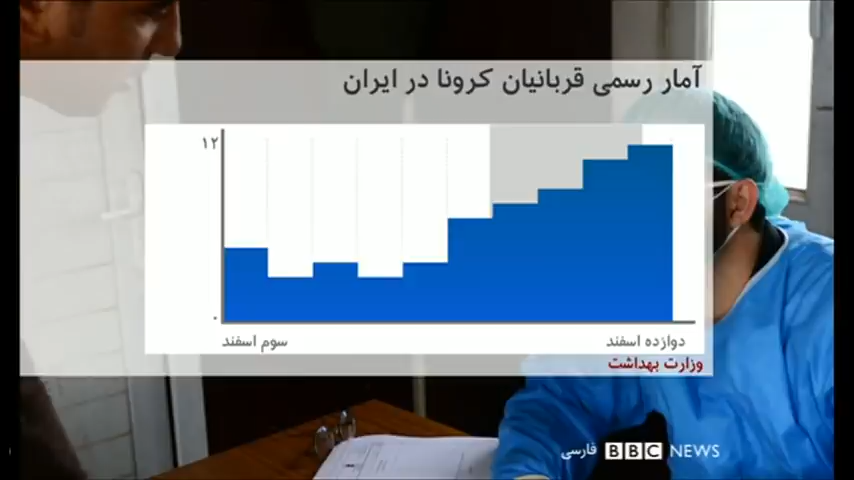 آمار رسمی قربانیان کرونا در ایران
۱۲
۰
سوم اسفند
دوازده اسفند
وزارت بهداشت
BBC NEWS فارسی